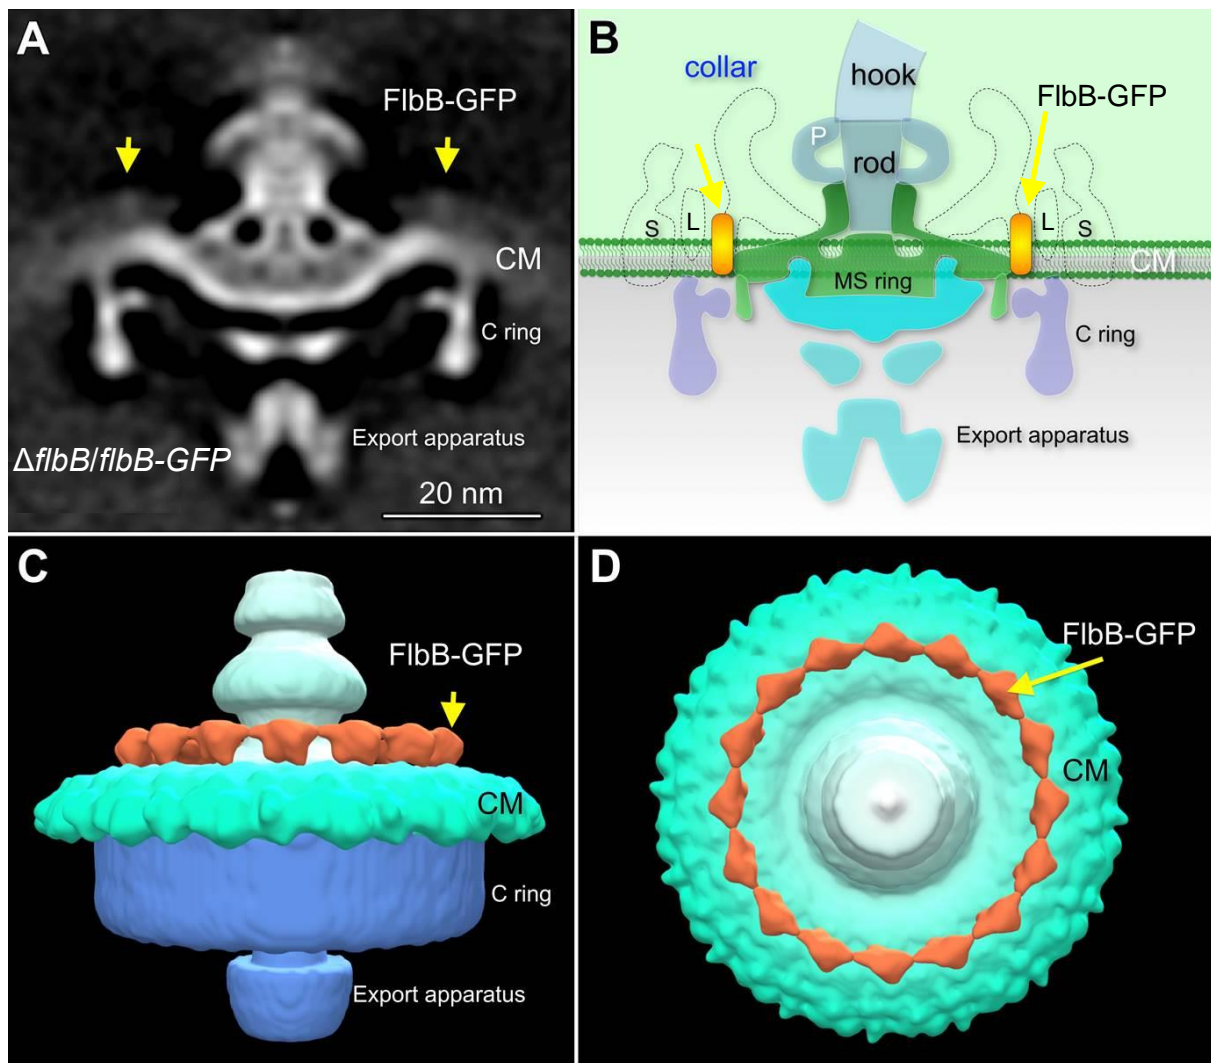 A
FlbB-GFP
CM
C ring
Export apparatus
ΔflbB/flbB-GFP
20 nm
B
hook
collar
FlbB-GFP
P
rod
S
L
L
S
CM
MS ring
C ring
Export apparatus
C
FlbB-GFP
CM
C ring
Export apparatus
D
FlbB-GFP
CM